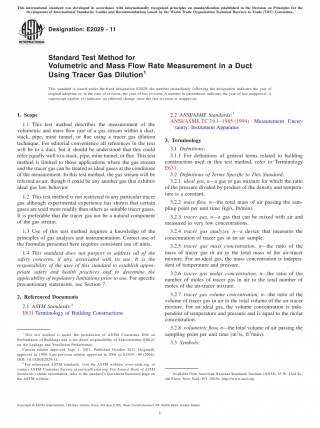 This international standard was developed in accordance with internationally recognized principles on standardization established in the Decision on Principles for the
Development of International Standards, Guides and Recommendations issued by the World Trade Organization Technical Barriers to Trade (TBT) Committee.
Designation: E2029 − 11
Standard Test Method for
Volumetric and Mass Flow Rate Measurement in a Duct
Using Tracer Gas Dilution1
This standard is issued under the fixed designation E2029; the number immediately following the designation indicates the year of
original adoption or, in the case of revision, the year of last revision. A number in parentheses indicates the year of last reapproval. A
superscript epsilon (ε) indicates an editorial change since the last revision or reapproval.
1. Scope
1.1 This test method describes the measurement of the
volumetric and mass flow rate of a gas stream within a duct,
stack, pipe, mine tunnel, or flue using a tracer gas dilution
technique. For editorial convenience all references in the text
will be to a duct, but it should be understood that this could
refer equally well to a stack, pipe, mine tunnel, or flue. This test
method is limited to those applications where the gas stream
and the tracer gas can be treated as ideal gases at the conditions
of the measurement. In this test method, the gas stream will be
referred to as air, though it could be any another gas that exhibits
ideal gas law behavior.
1.2 This test method is not restricted to any particular tracer
gas although experimental experience has shown that certain
gases are used more readily than others as suitable tracer gases.
It is preferable that the tracer gas not be a natural component
of the gas stream.
1.3 Use of this test method requires a knowledge of the
principles of gas analysis and instrumentation. Correct use of
the formulas presented here requires consistent use of units.
1.4 This standard does not purport to address all of the
safety concerns, if any, associated with its use. It is the
responsibility of the user of this standard to establish appro-
priate safety and health practices and to determine the
applicability of regulatory limitations prior to use. For specific
precautionary statements, see Section 7.
2. Referenced Documents
2.1 ASTM Standards:2
E631 Terminology of Building Constructions
1 This test method is under the jurisdiction of ASTM Committee E06 on
Performance of Buildings and is the direct responsibility of Subcommittee E06.41
on Air Leakage and Ventilation Performance.
Current edition approved Sept. 1, 2011. Published October 2011. Originally
approved in 1999. Last previous edition approved in 2004 as E2029 – 99 (2004).
DOI: 10.1520/E2029-11.
2 For referenced ASTM standards, visit the ASTM website, www.astm.org, or
contact ASTM Customer Service at service@astm.org. For Annual Book of ASTM
Standards volume information, refer to the standard's Document Summary page on
the ASTM website.
2.2 ANSI/ASME Standards:3
ANSI/ASME PTC 19.1–1985 (1994) Measurement Uncer-
tainty: Instrument Apparatus
3. Terminology
3.1 Definitions:
3.1.1 For definitions of general terms related to building
construction used in this test method, refer to Terminology
E631.
3.2 Definitions of Terms Specific to This Standard:
3.2.1 ideal gas, n—a gas or gas mixture for which the ratio
of the pressure divided by product of the density and tempera-
ture is a constant.
3.2.2 mass flow, n—the total mass of air passing the sam-
pling point per unit time (Kg/s, lbs/min).
3.2.3 tracer gas, n—a gas that can be mixed with air and
measured in very low concentrations.
3.2.4 tracer gas analyzer, n—a device that measures the
concentration of tracer gas in an air sample.
3.2.5 tracer gas mass concentration, n—the ratio of the
mass of tracer gas in air to the total mass of the air-tracer
mixture. For an ideal gas, the mass concentration is indepen-
dent of temperature and pressure.
3.2.6 tracer gas molar concentration, n—the ratio of the
number of moles of tracer gas in air to the total number of
moles of the air-tracer mixture.
3.2.7 tracer gas volume concentration, n—the ratio of the
volume of tracer gas in air to the total volume of the air-tracer
mixture. For an ideal gas, the volume concentration is inde-
pendent of temperature and pressure and is equal to the molar
concentration.
3.2.8 volumetric flow, n—the total volume of air passing the
sampling point per unit time (m3/s, ft3/min).
3.3 Symbols:
3 Available from American National Standards Institute (ANSI), 25 W. 43rd St.,
4th Floor, New York, NY 10036, http://www.ansi.org.
Copyright © ASTM International, 100 Barr Harbor Drive, PO Box C700, West Conshohocken, PA 19428-2959. United States
1